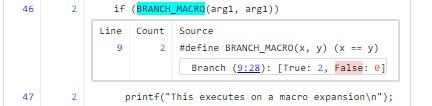 46 2 if (BRANCH_MACRO(arg1, arg1))
Line Count Source
9 2 #define BRANCH_MACRO(x, y) (x == y)
Branch (9:28): [True: 2, False: 0]
47 2 printf("This executes on a macro expansion\n");